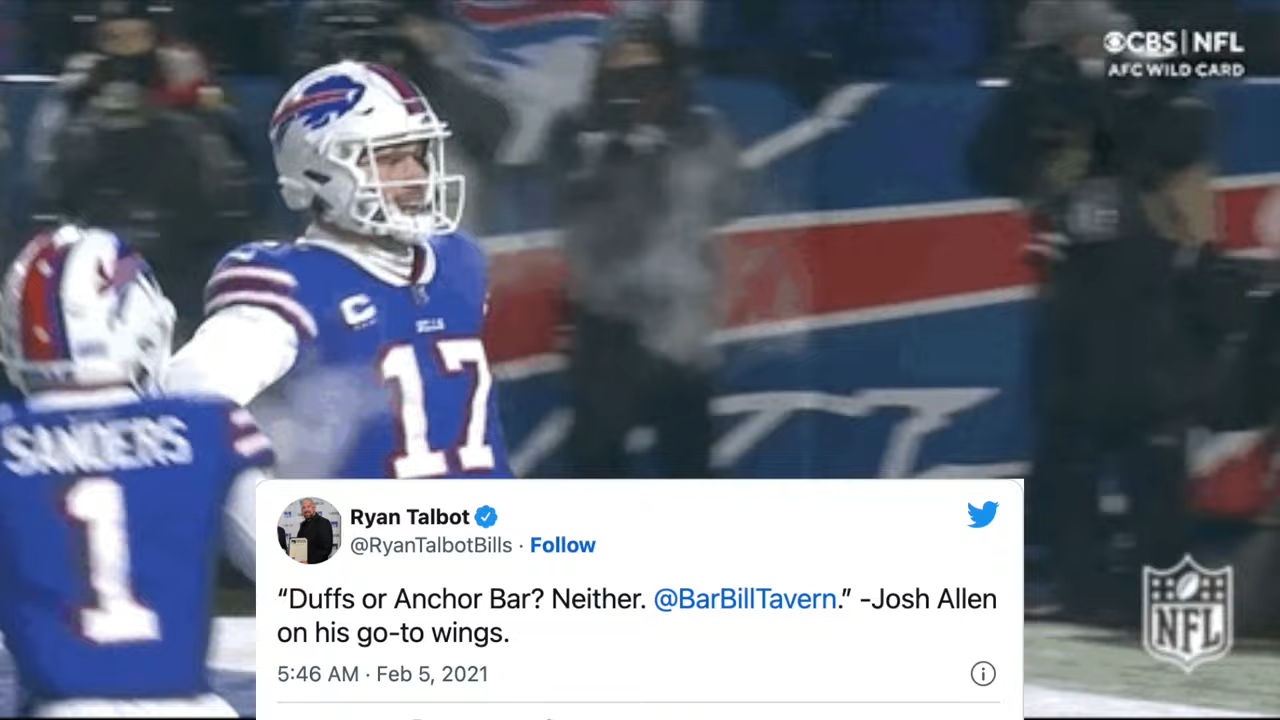 CBS | NFL
AFC WILD CARD
C
BILLS
17
SANDERS
1
Ryan Talbot
@RyanTalbotBills · Follow
“Duffs or Anchor Bar? Neither. @BarBillTavern.” -Josh Allen
on his go-to wings.
5:46 AM · Feb 5, 2021
NFL